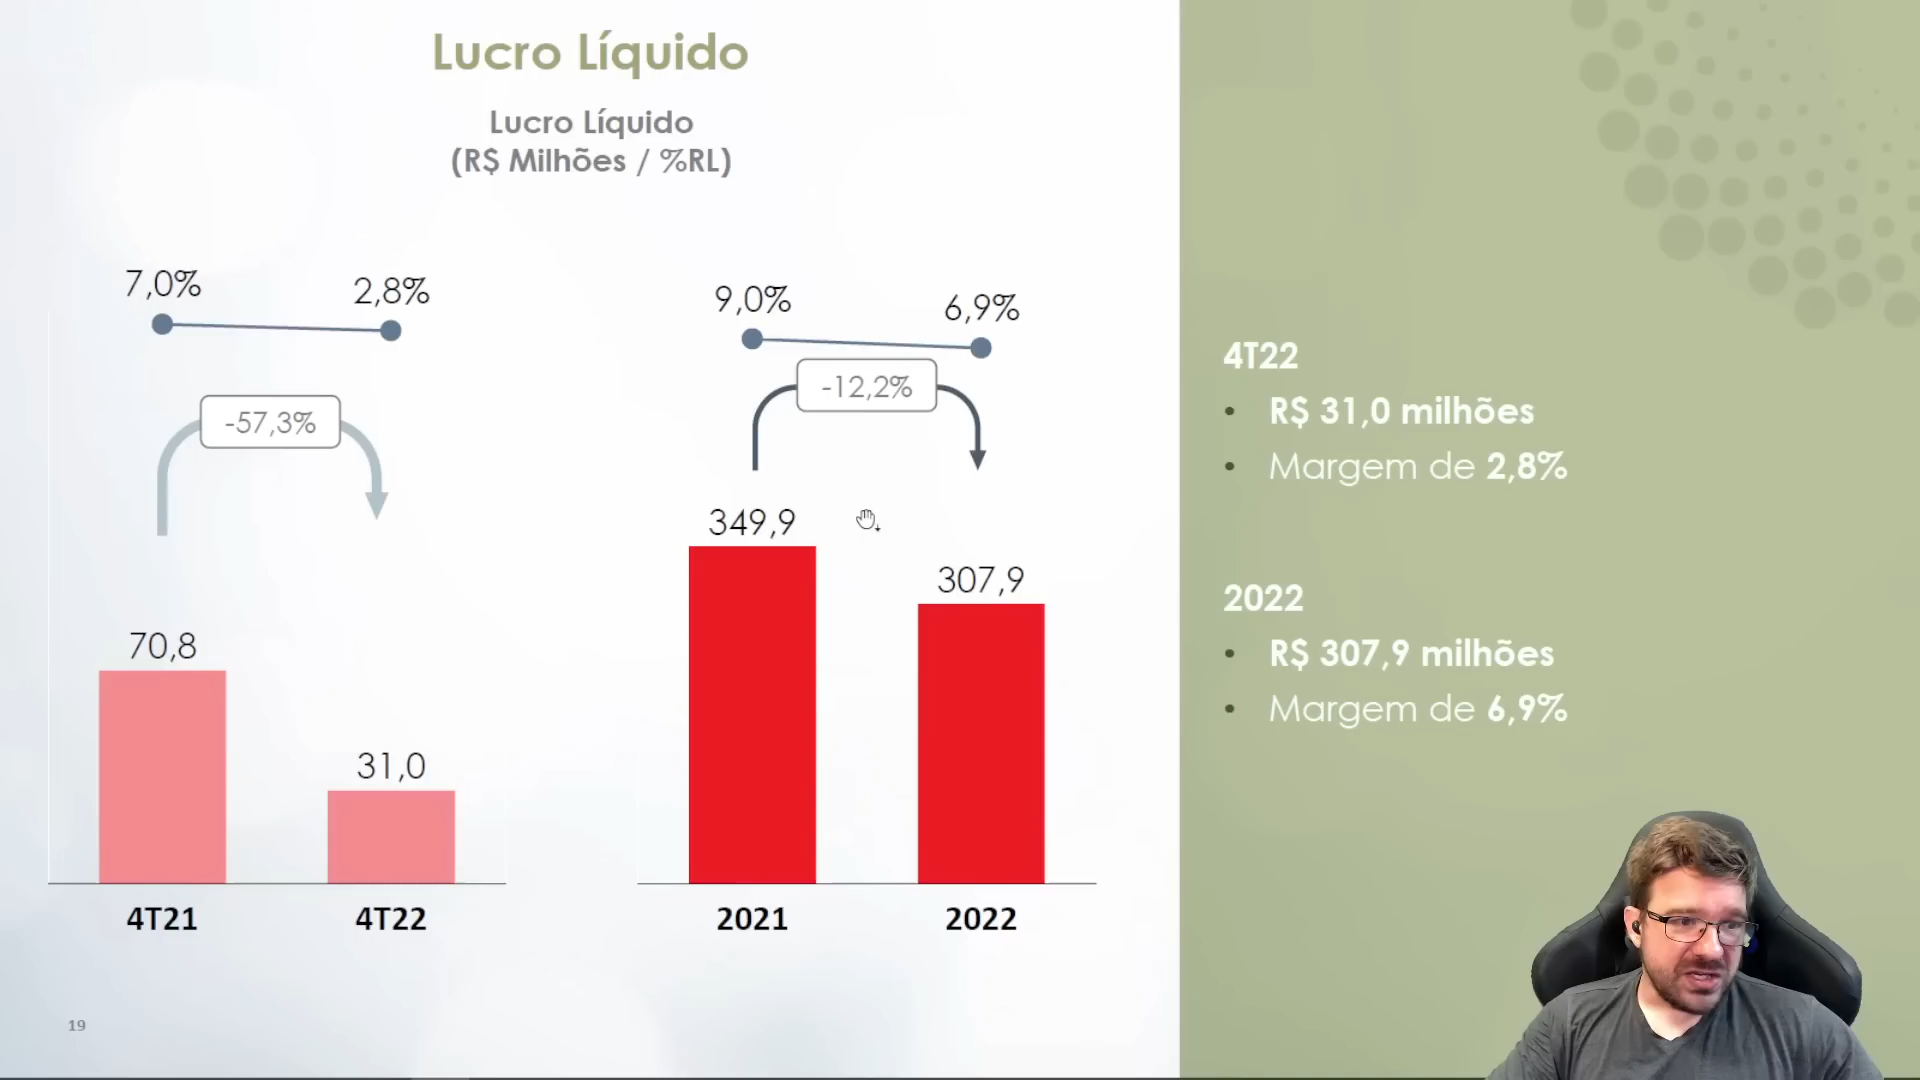 Lucro Líquido
Lucro Líquido
(R$ Milhões / %RL)
7,0%
2,8%
-57,3%
70,8
31,0
4T21
4T22
9,0%
6,9%
-12,2%
349,9
307,9
2021
2022
4T22
• R$ 31,0 milhões
• Margem de 2,8%
2022
• R$ 307,9 milhões
• Margem de 6,9%
19